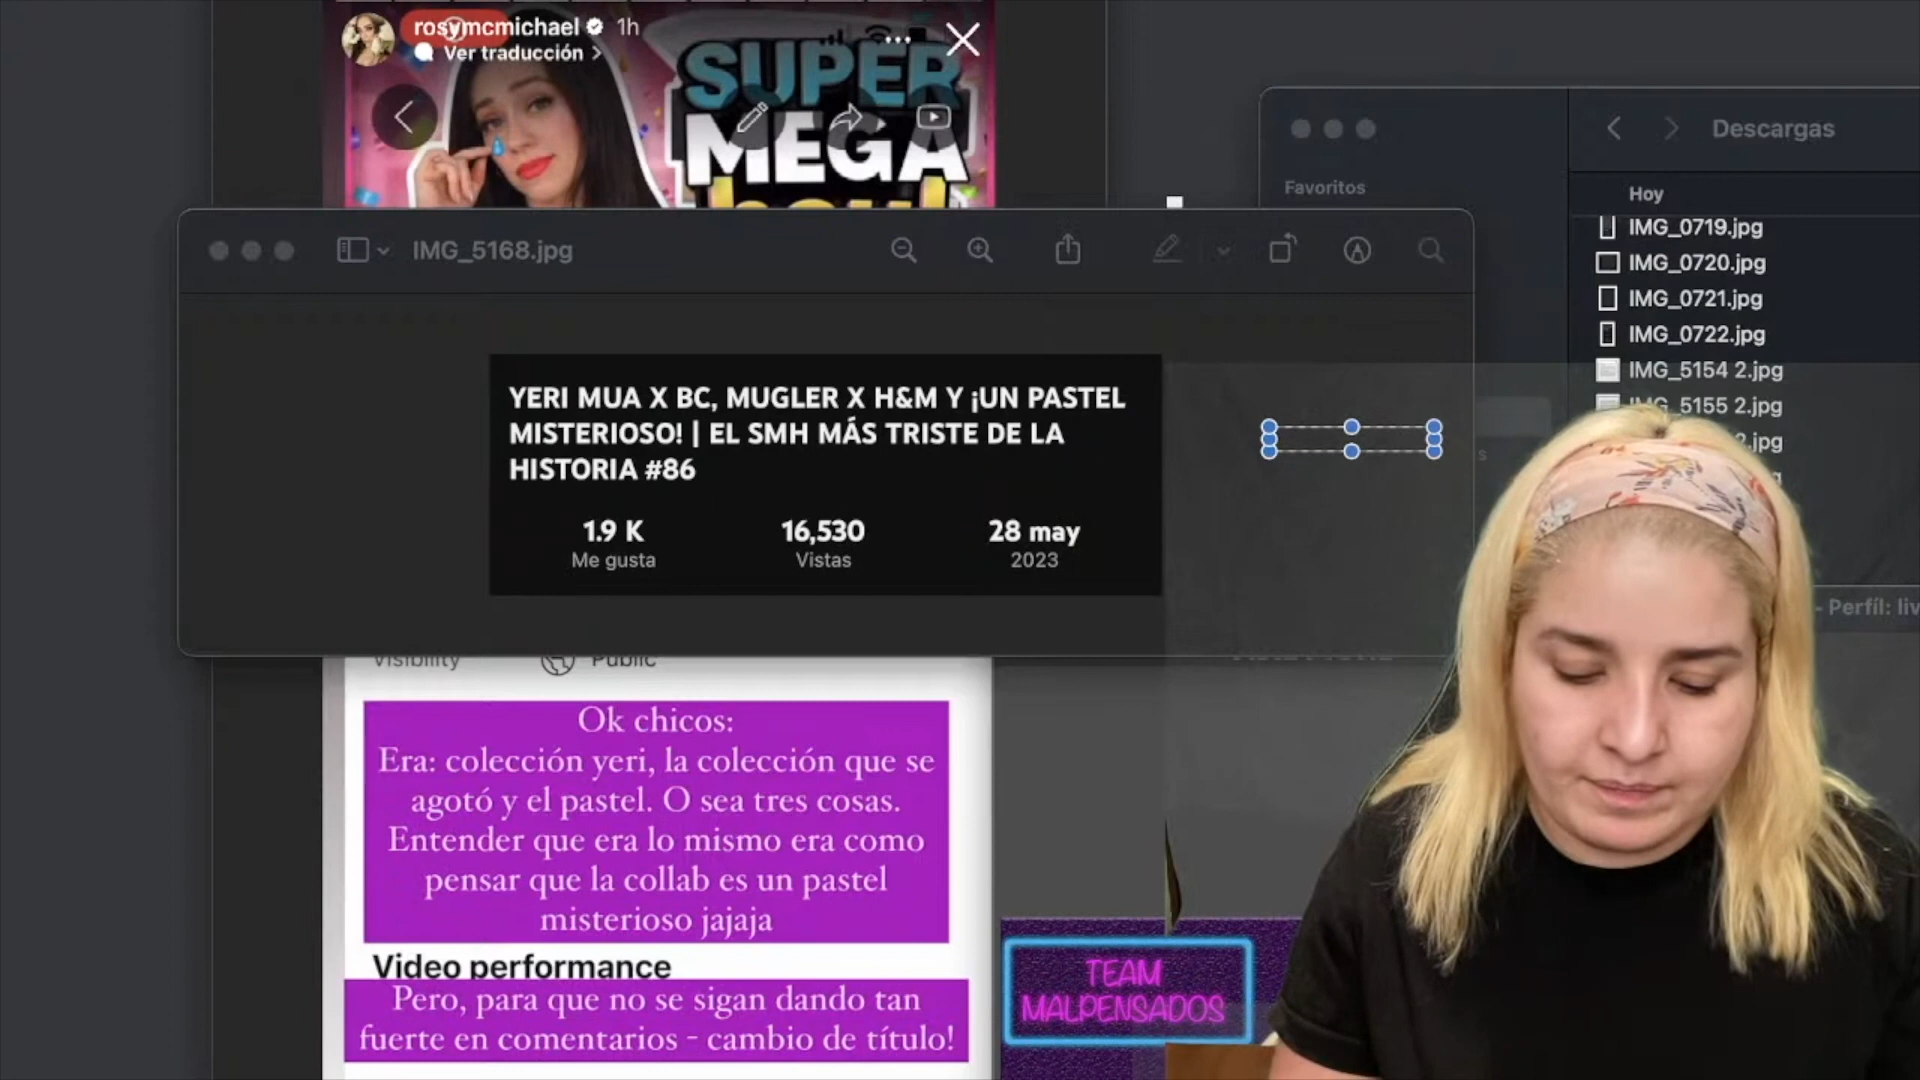 rosymcmichael 1h
Ver traducción >
SUPER
MEGA
haul
Descargas
Favoritos
Hoy
IMG_0719.jpg
IMG_0720.jpg
IMG_0721.jpg
IMG_0722.jpg
IMG_5154 2.jpg
IMG_5155 2.jpg
IMG_5168.jpg
YERI MUA X BC, MUGLER X H&M Y ¡UN PASTEL
MISTERIOSO! | EL SMH MÁS TRISTE DE LA
HISTORIA #86
1.9 K
Me gusta
16,530
Vistas
28 may
2023
- Perfíl: liv
Visibility
Public
Ok chicos:
Era: colección yeri, la colección que se
agotó y el pastel. O sea tres cosas.
Entender que era lo mismo era como
pensar que la collab es un pastel
misterioso jajaja
Video performance
Pero, para que no se sigan dando tan
fuerte en comentarios - cambio de título!
TEAM
MALPENSADOS